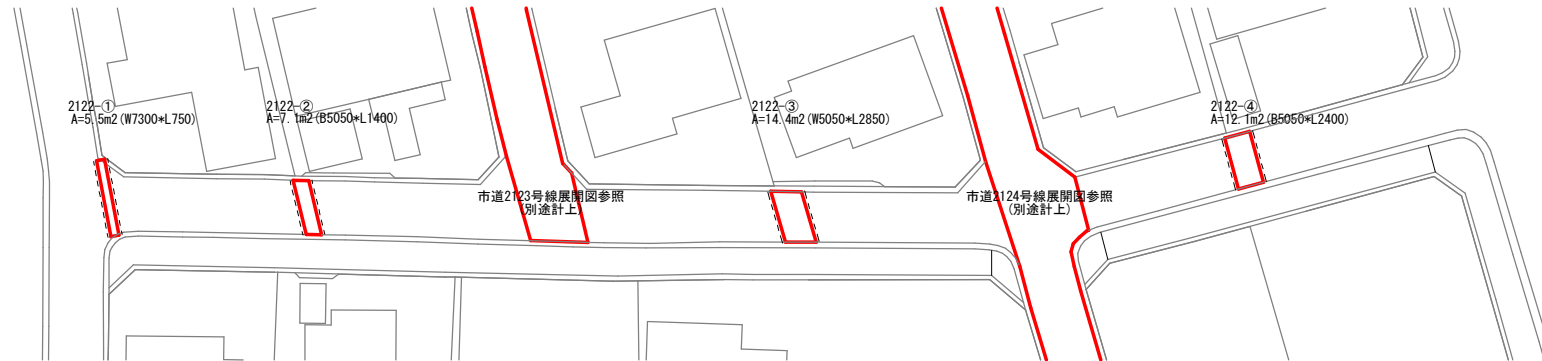 2122-①
A=5.5m2(W7300*L750)
2122-②
A=7.1m2(B5050*L1400)
2122-③
A=14.4m2(W5050*L2850)
2122-④
A=12.1m2(B5050*L2400)
市道2123号線展開図参照
(別途計上)
市道2124号線展開図参照
(別途計上)